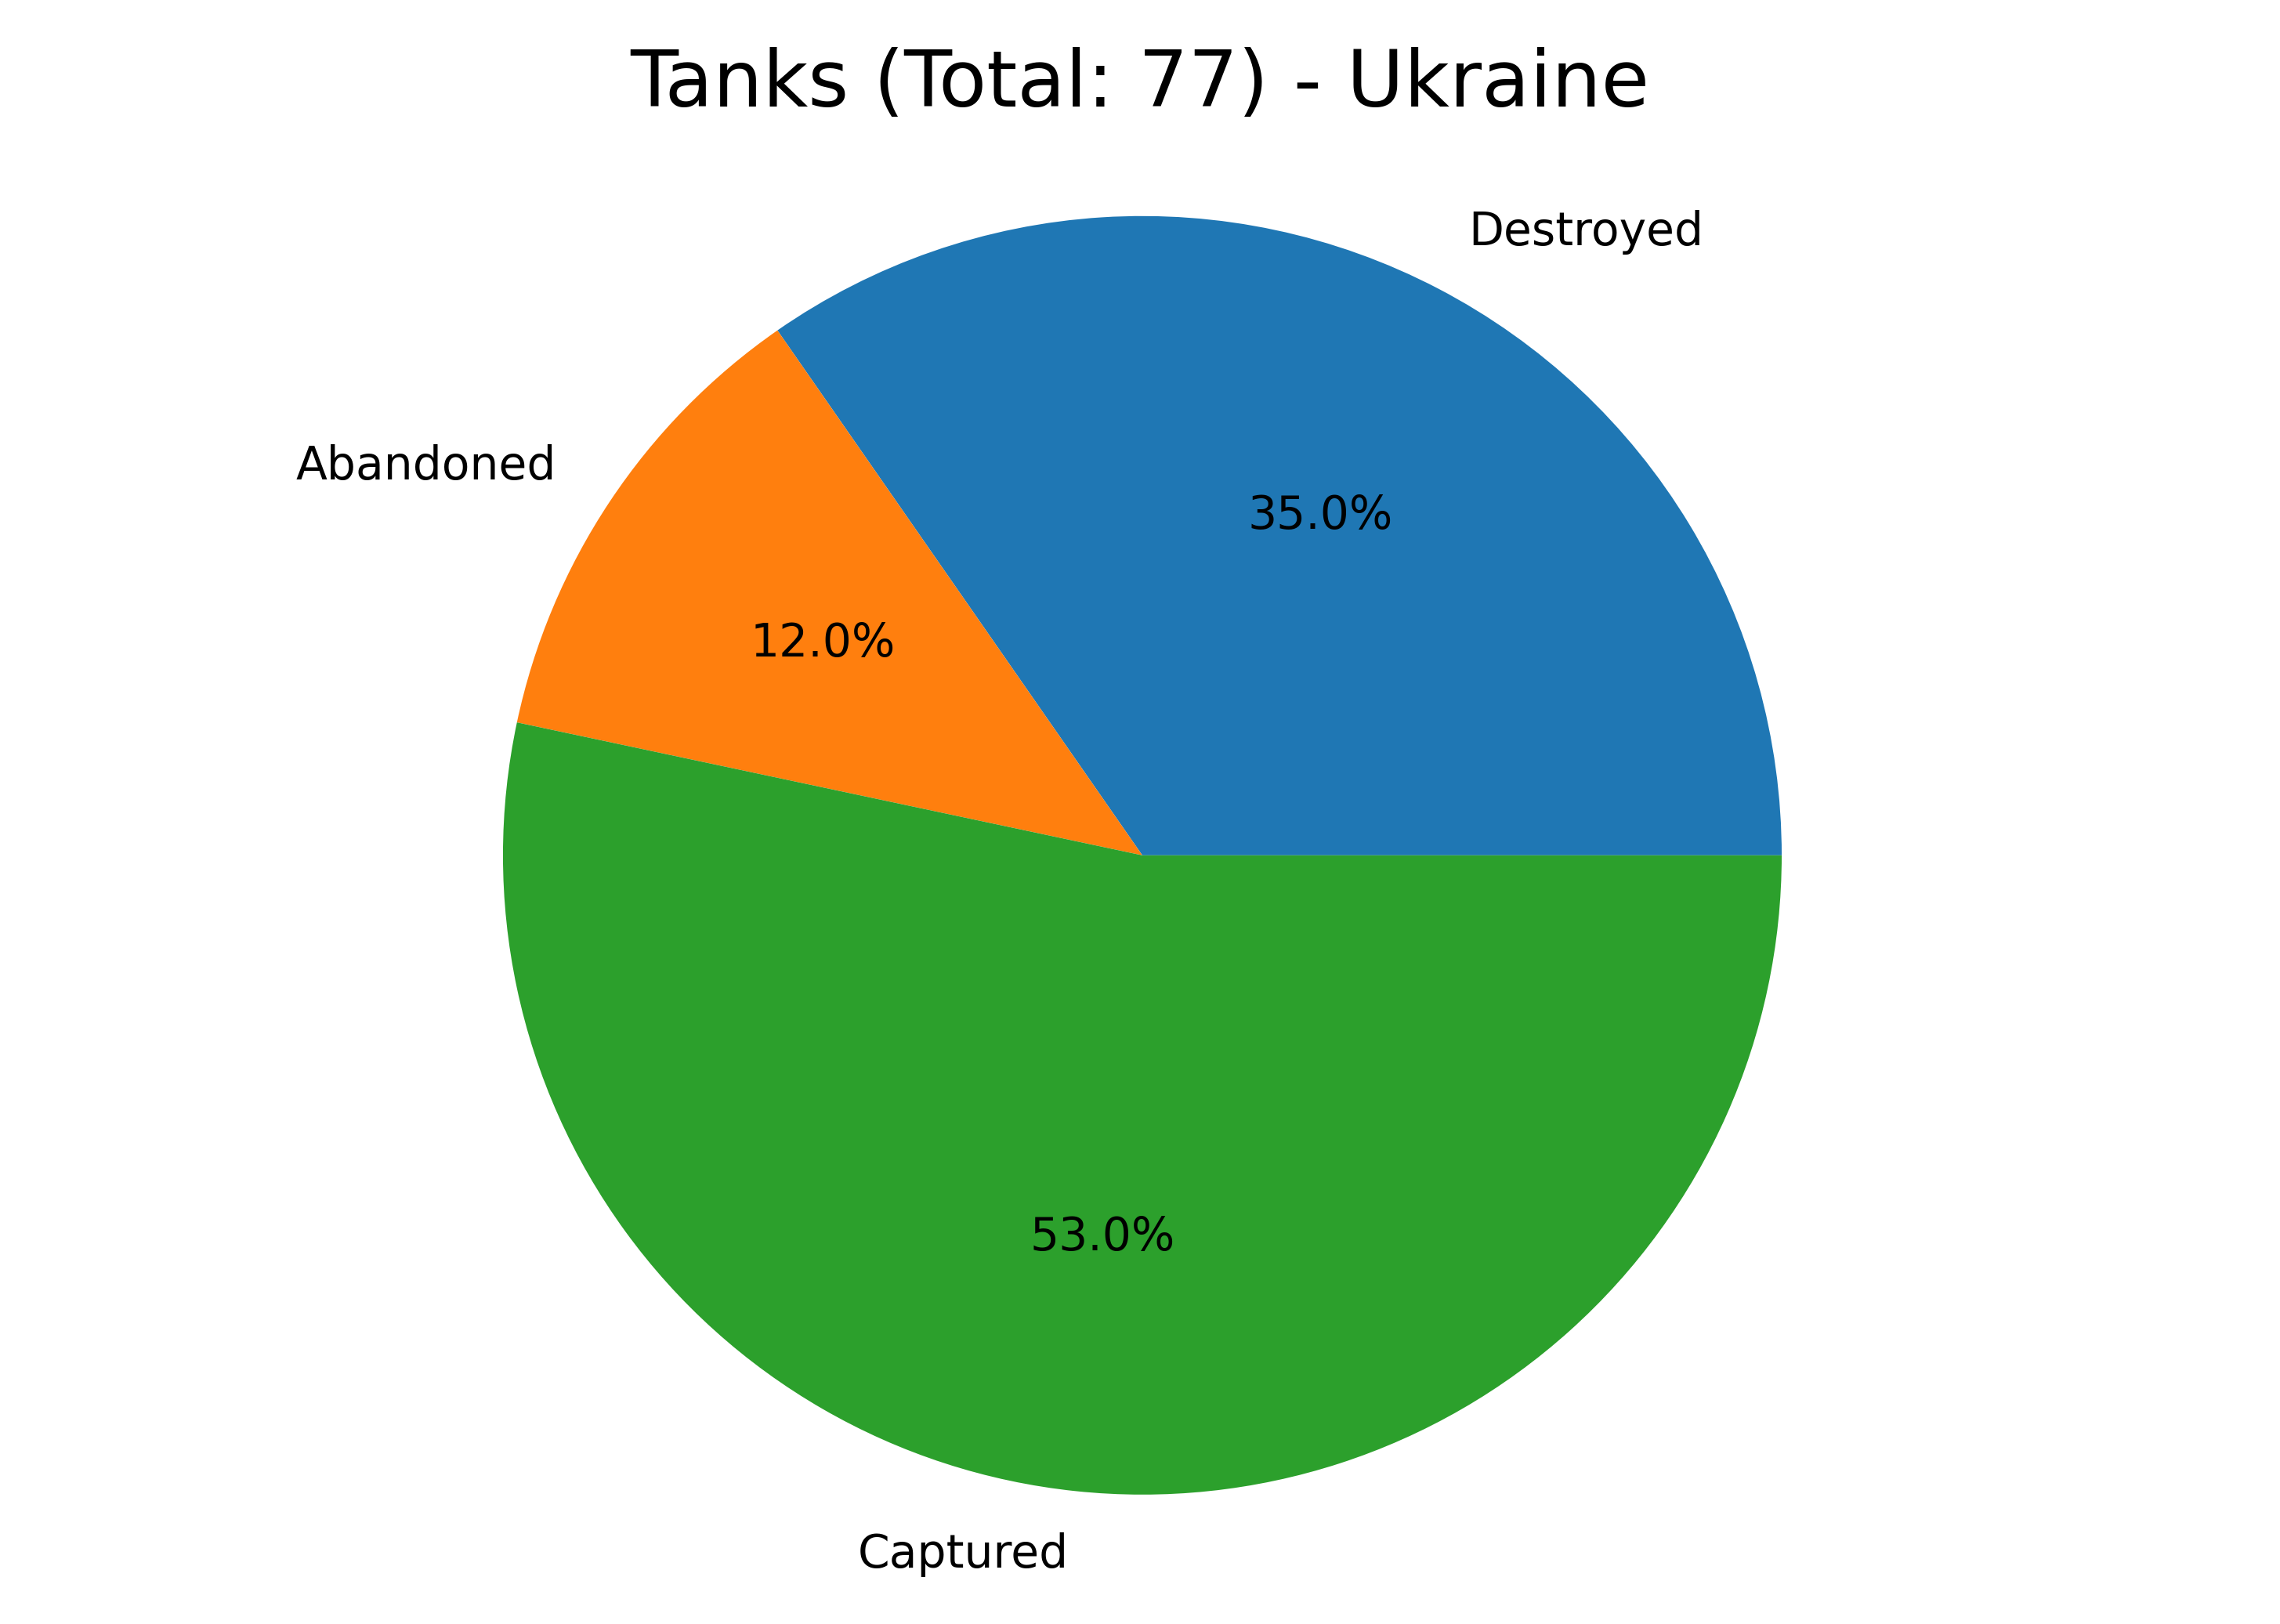 Tanks (Total: 77) - Ukraine
Destroyed
Abandoned
35.0%
12.0%
53.0%
Captured